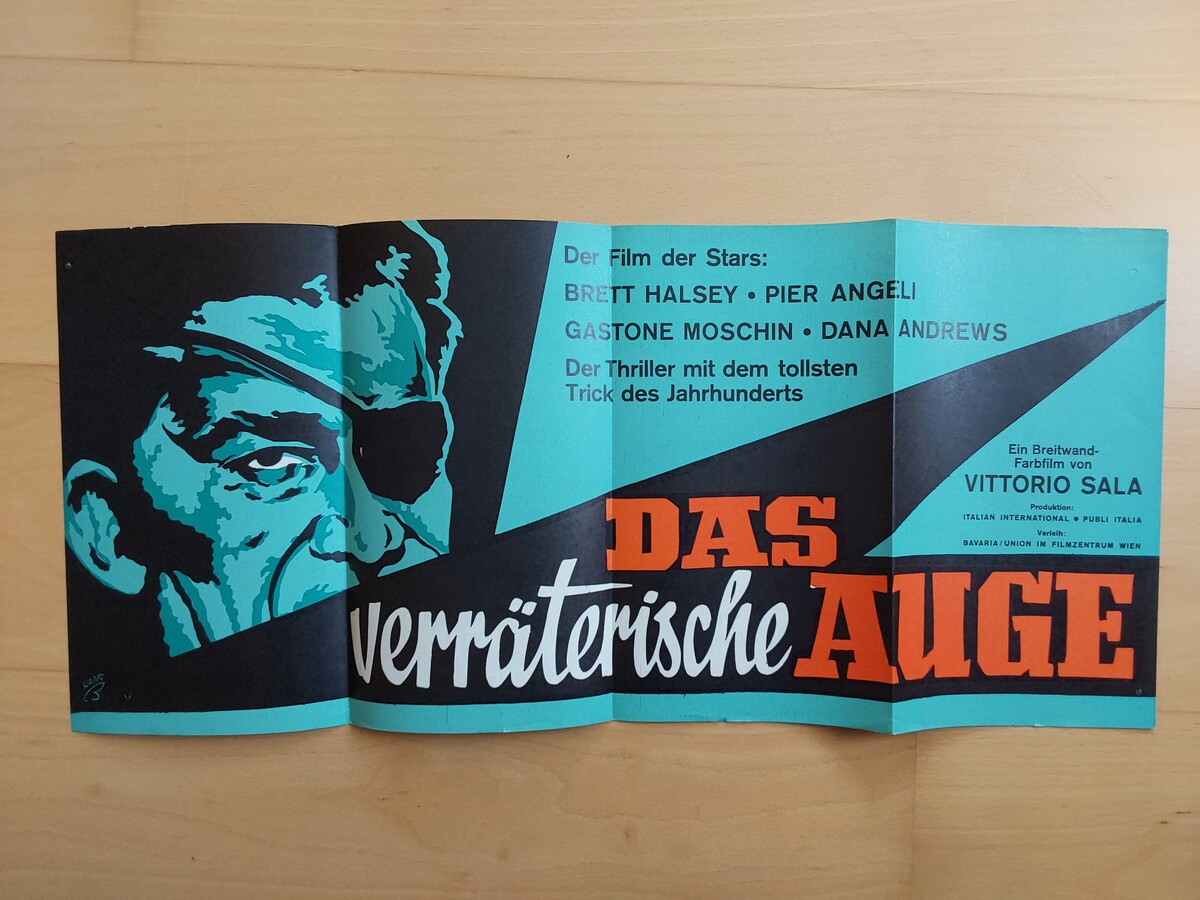 Der Film der Stars:
BRETT HALSEY • PIER ANGELI
GASTONE MOSCHIN • DANA ANDREWS
Der Thriller mit dem tollsten
Trick des Jahrhunderts
Ein Breitwand-
Farbfilm von
VITTORIO SALA
Produktion:
ITALIAN INTERNATIONAL • PUBLI ITALIA
Verleih:
BAVARIA/UNION IM FILMZENTRUM WIEN
DAS
verräterische AUGE
HANS
B